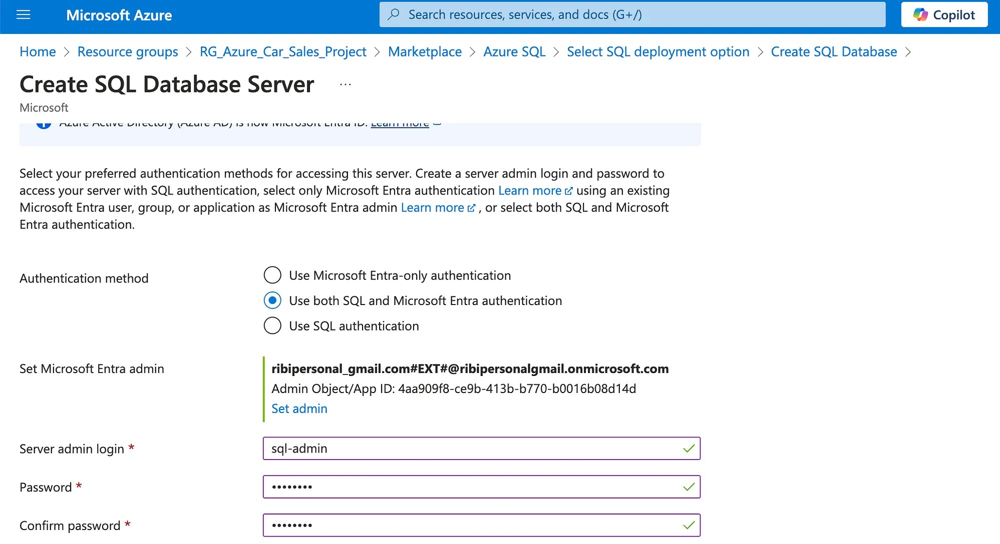 Microsoft Azure
Search resources, services, and docs (G+/)
Copilot
Home > Resource groups > RG_Azure_Car_Sales_Project > Marketplace > Azure SQL > Select SQL deployment option > Create SQL Database >
Create SQL Database Server ...
Microsoft
Azure Active Directory (Azure AD) is now Microsoft Entra ID. Learn more
Select your preferred authentication methods for accessing this server. Create a server admin login and password to
access your server with SQL authentication, select only Microsoft Entra authentication Learn more using an existing
Microsoft Entra user, group, or application as Microsoft Entra admin Learn more , or select both SQL and Microsoft
Entra authentication.
Authentication method
Use Microsoft Entra-only authentication
Use both SQL and Microsoft Entra authentication
Use SQL authentication
Set Microsoft Entra admin
ribipersonal_gmail.com#EXT#@ribipersonalgmail.onmicrosoft.com
Admin Object/App ID: 4aa909f8-ce9b-413b-b770-b0016b08d14d
Set admin
Server admin login *
sql-admin
Password *
••••••••
Confirm password *
••••••••